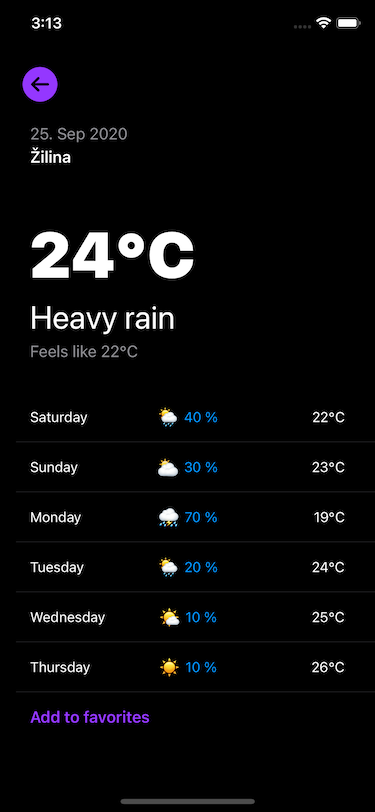 3:13
25. Sep 2020
Žilina
24°C
Heavy rain
Feels like 22°C
Saturday 40 % 22°C
Sunday 30 % 23°C
Monday 70 % 19°C
Tuesday 20 % 24°C
Wednesday 10 % 25°C
Thursday 10 % 26°C
Add to favorites